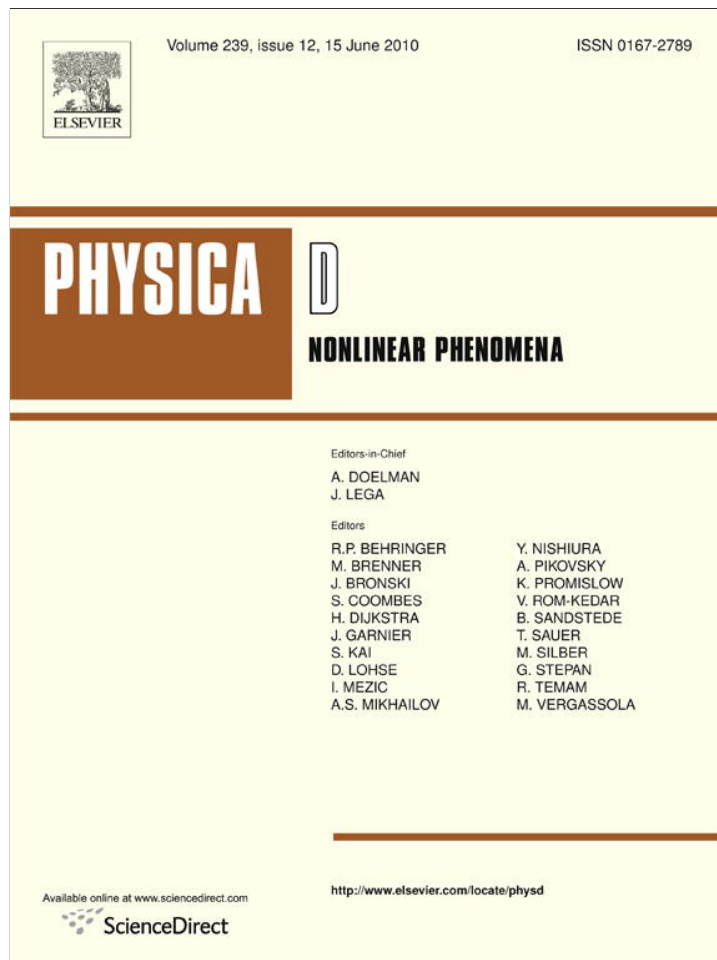 Volume 239, issue 12, 15 June 2010
ISSN 0167-2789
ELSEVIER
PHYSICA D
NONLINEAR PHENOMENA
Editors-in-Chief
A. DOELMAN
J. LEGA
Editors
R.P. BEHRINGER
M. BRENNER
J. BRONSKI
S. COOMBES
H. DIJKSTRA
J. GARNIER
S. KAI
D. LOHSE
I. MEZIC
A.S. MIKHAILOV
Y. NISHIURA
A. PIKOVSKY
K. PROMISLOW
V. ROM-KEDAR
B. SANDSTEDE
T. SAUER
M. SILBER
G. STEPAN
R. TEMAM
M. VERGASSOLA
Available online at www.sciencedirect.com
ScienceDirect
http://www.elsevier.com/locate/physd